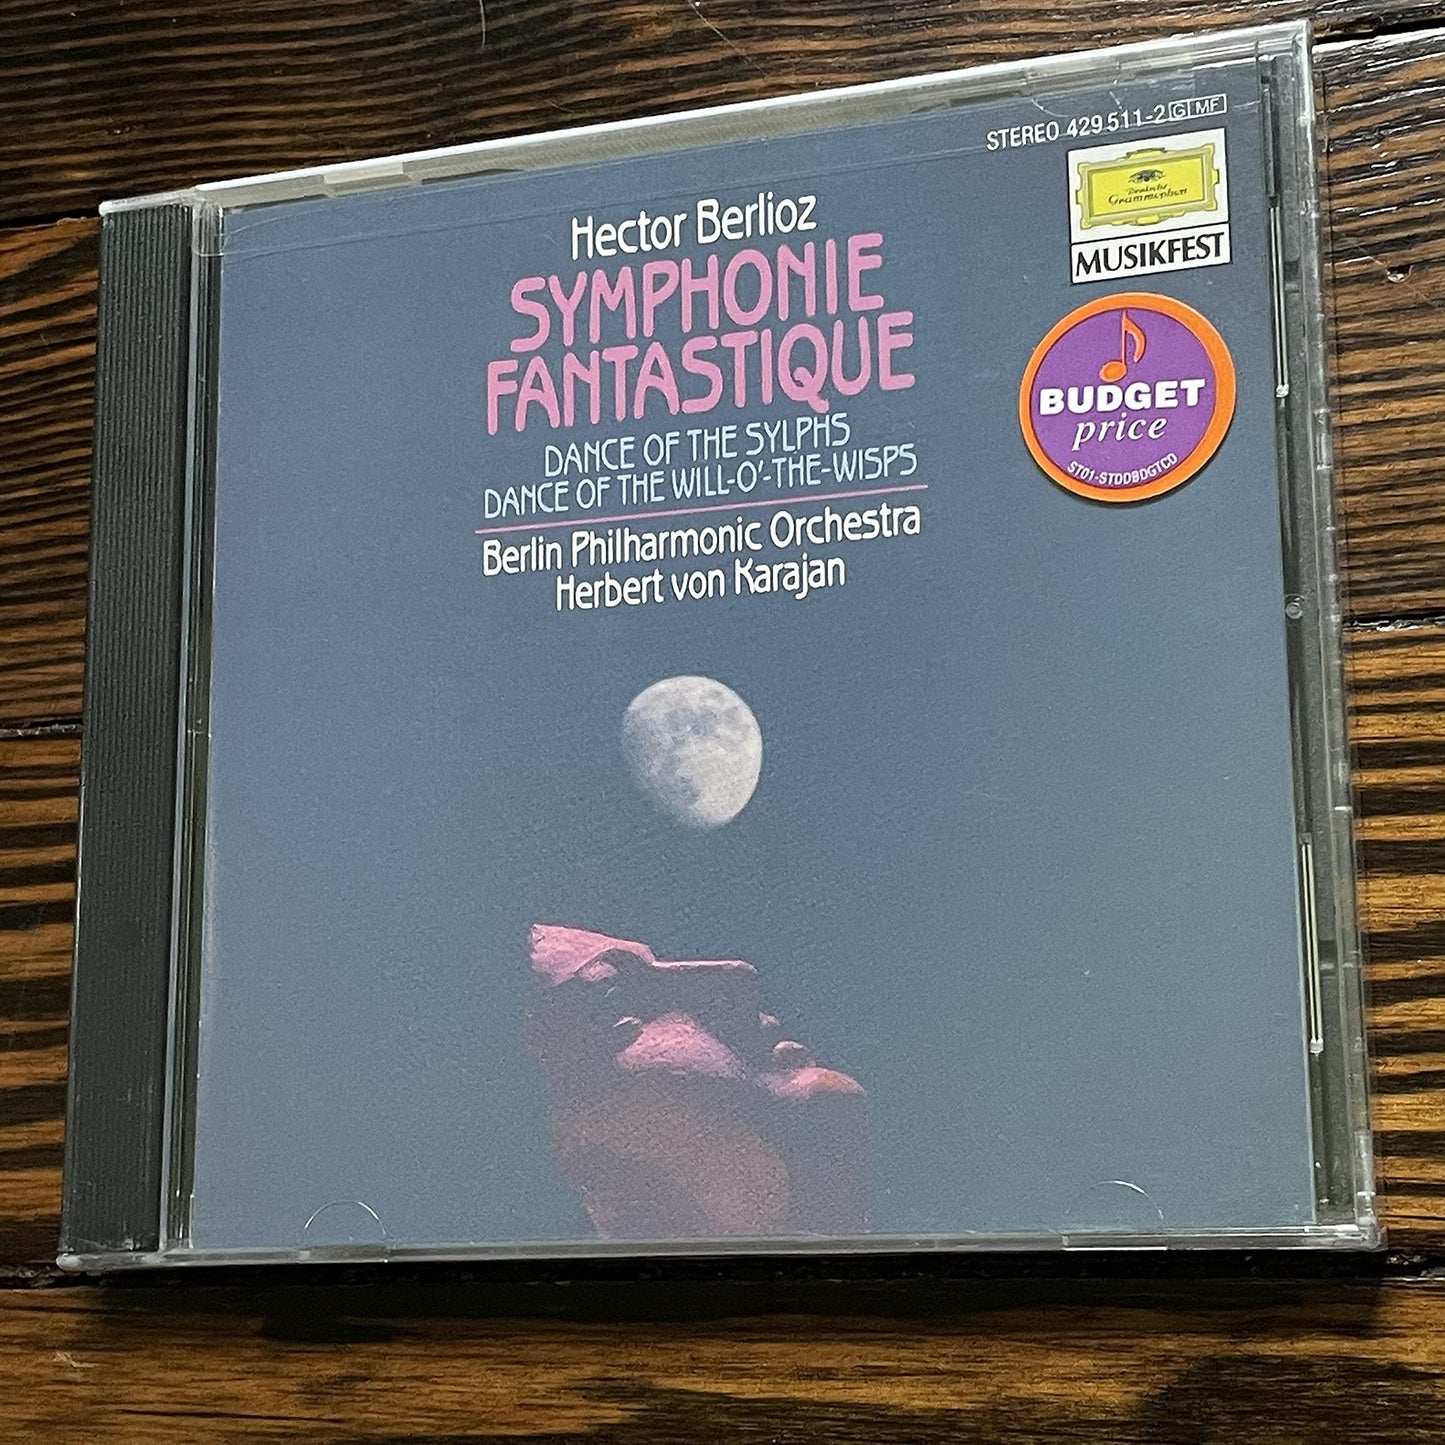 STEREO 429 511-2 G MF
Deutsche
Grammophon
MUSIKFEST
Hector Berlioz
SYMPHONIE
FANTASTIQUE
DANCE OF THE SYLPHS
DANCE OF THE WILL-O'-THE-WISPS
Berlin Philharmonic Orchestra
Herbert von Karajan
BUDGET
price
ST01-STDDBDGTCD